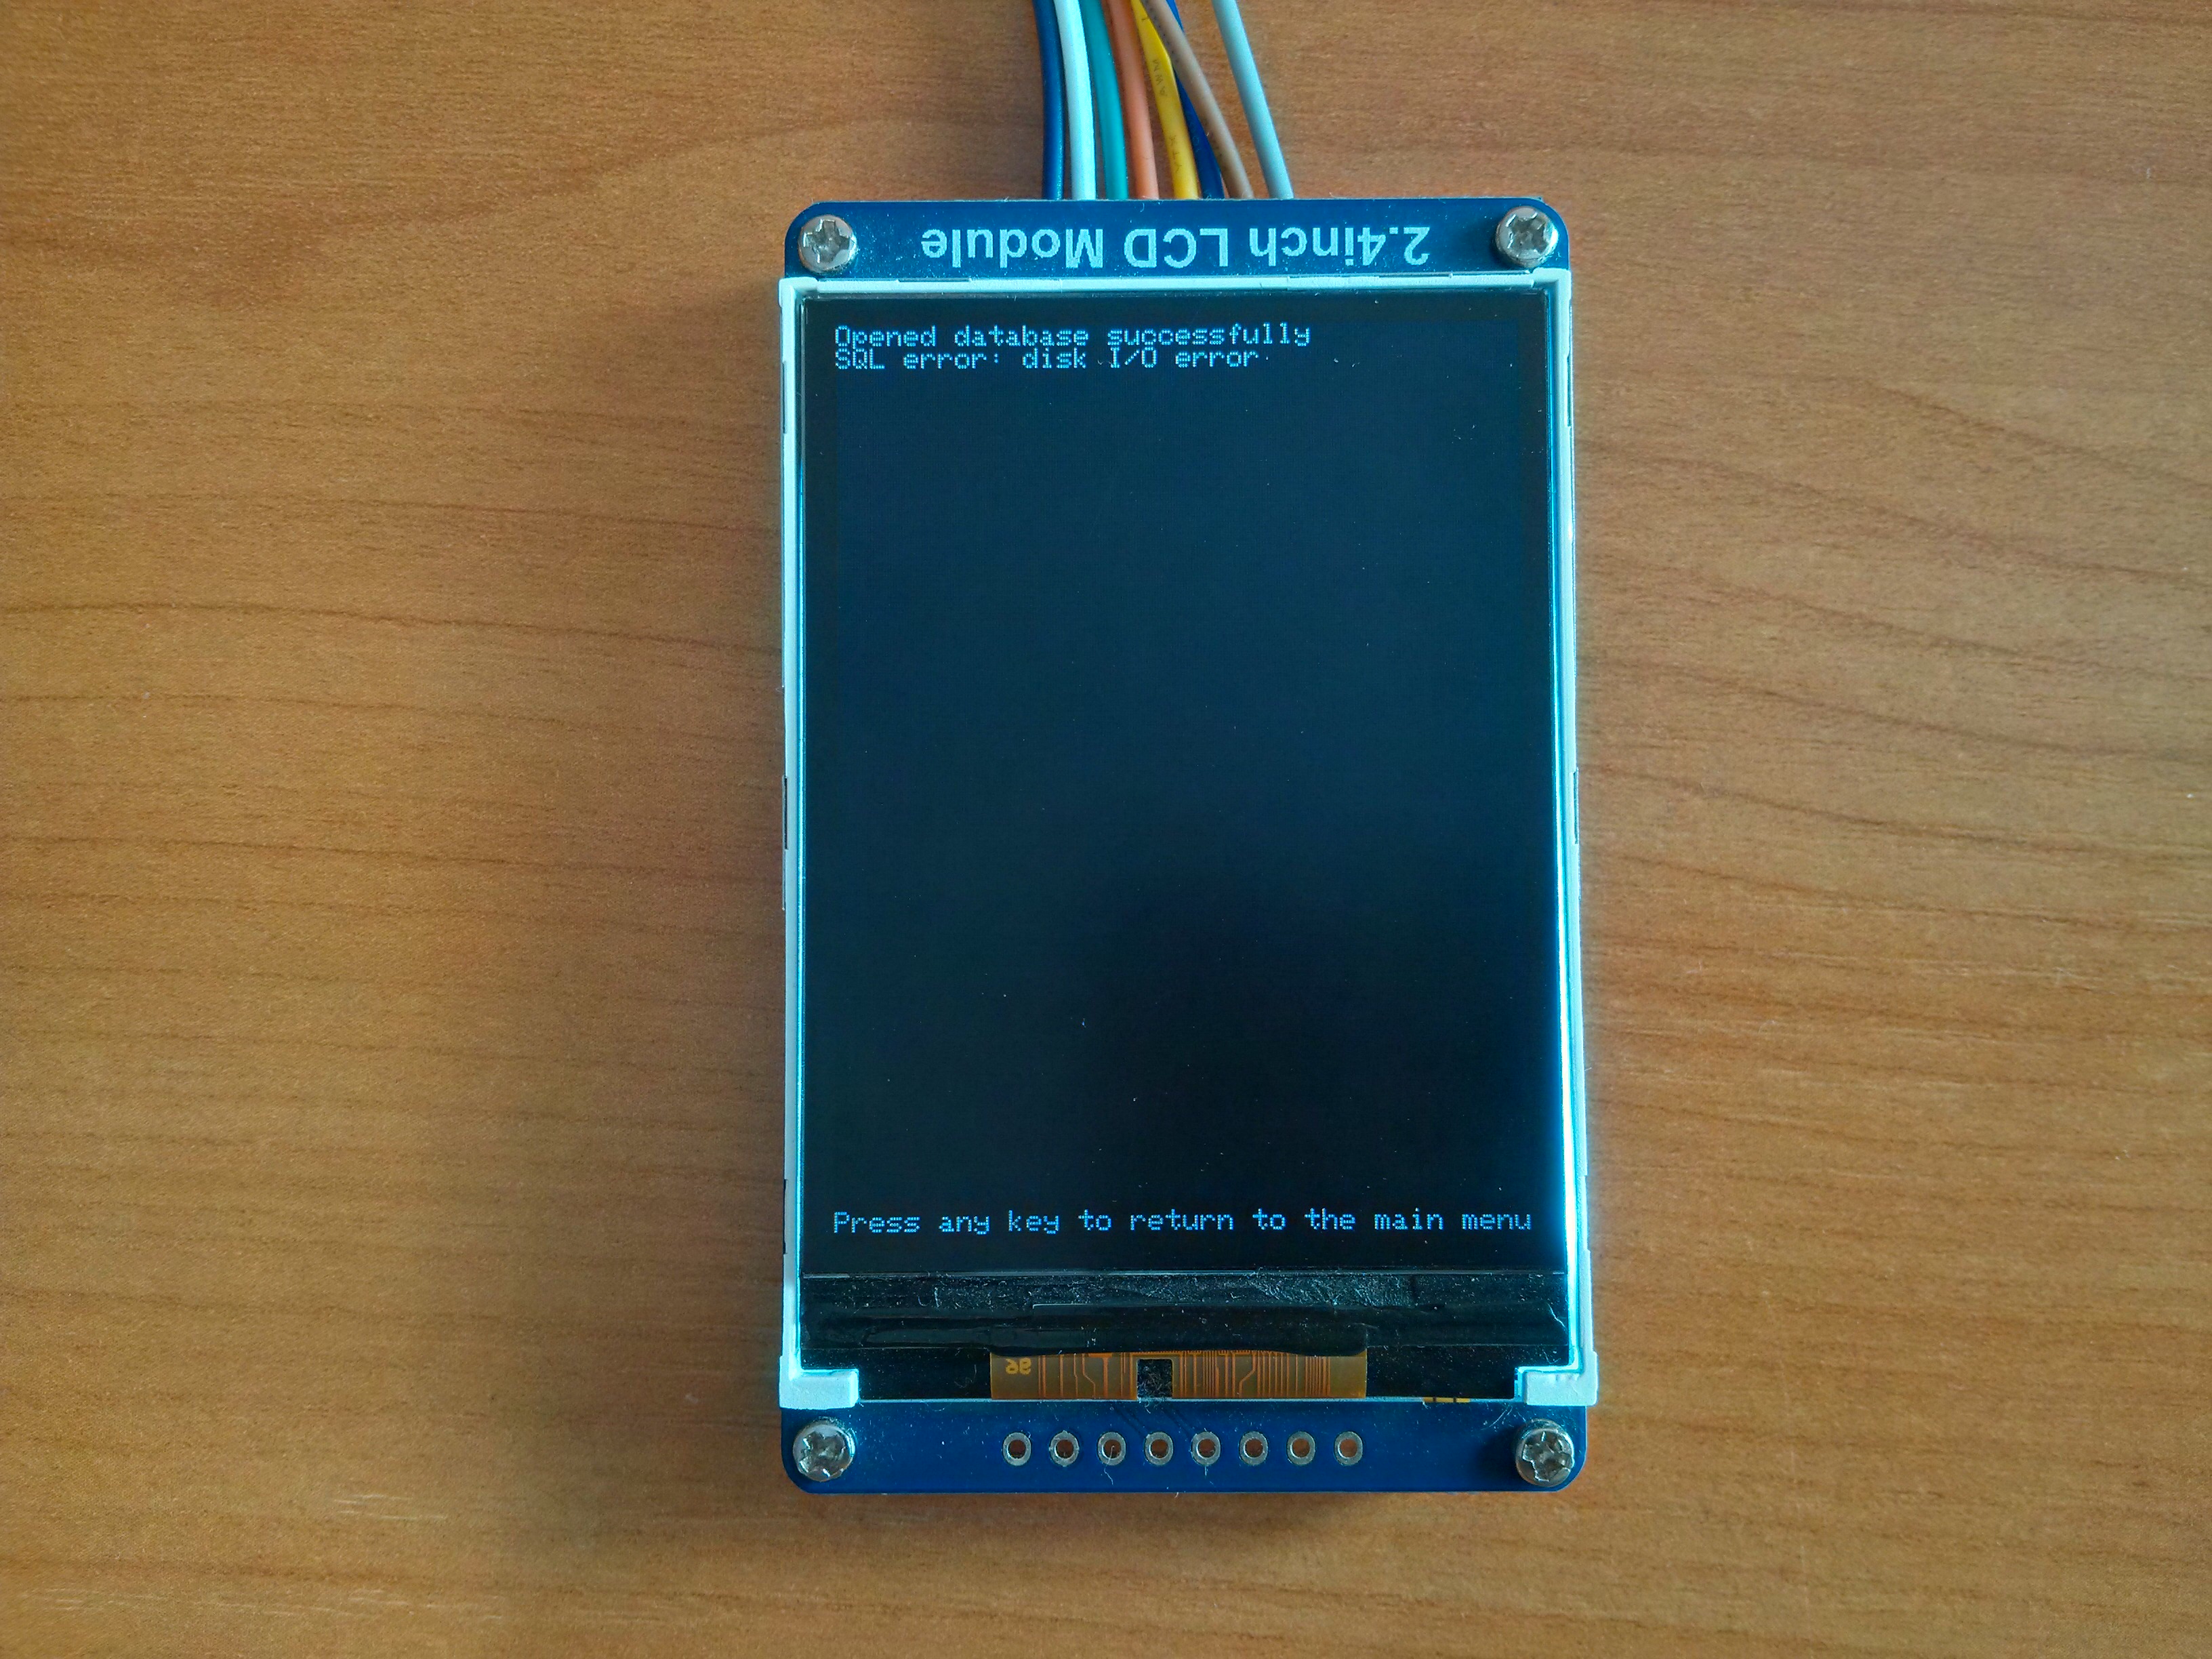 2.4inch LCD Module
Opened database successfully
SQL error: disk I/O error
Press any key to return to the main menu